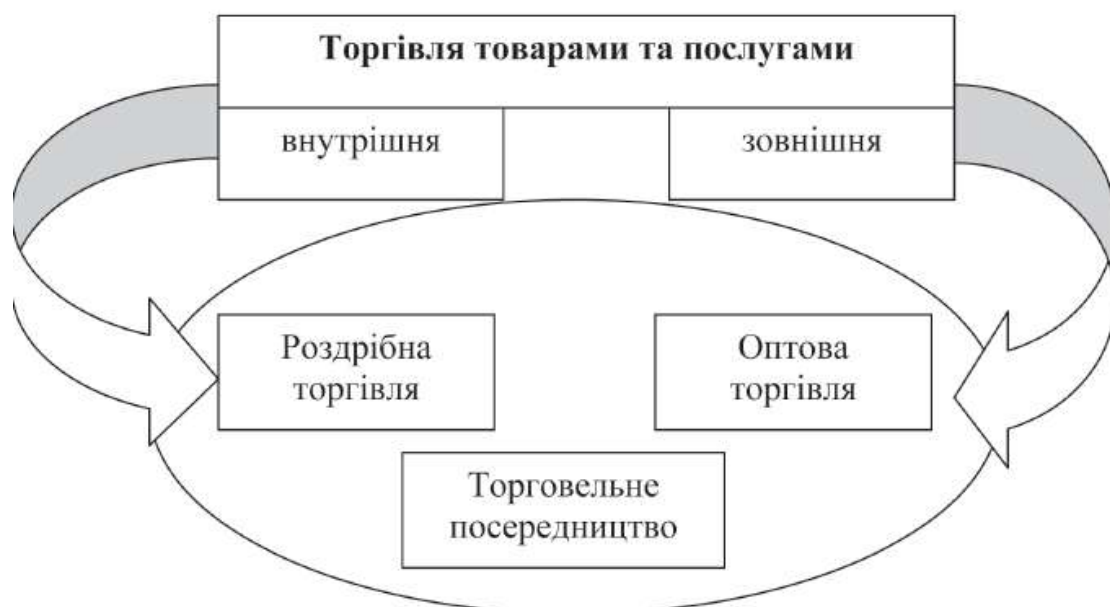 Торгівля товарами та послугами
внутрішня
зовнішня
Роздрібна
торгівля
Оптова
торгівля
Торговельне
посередництво